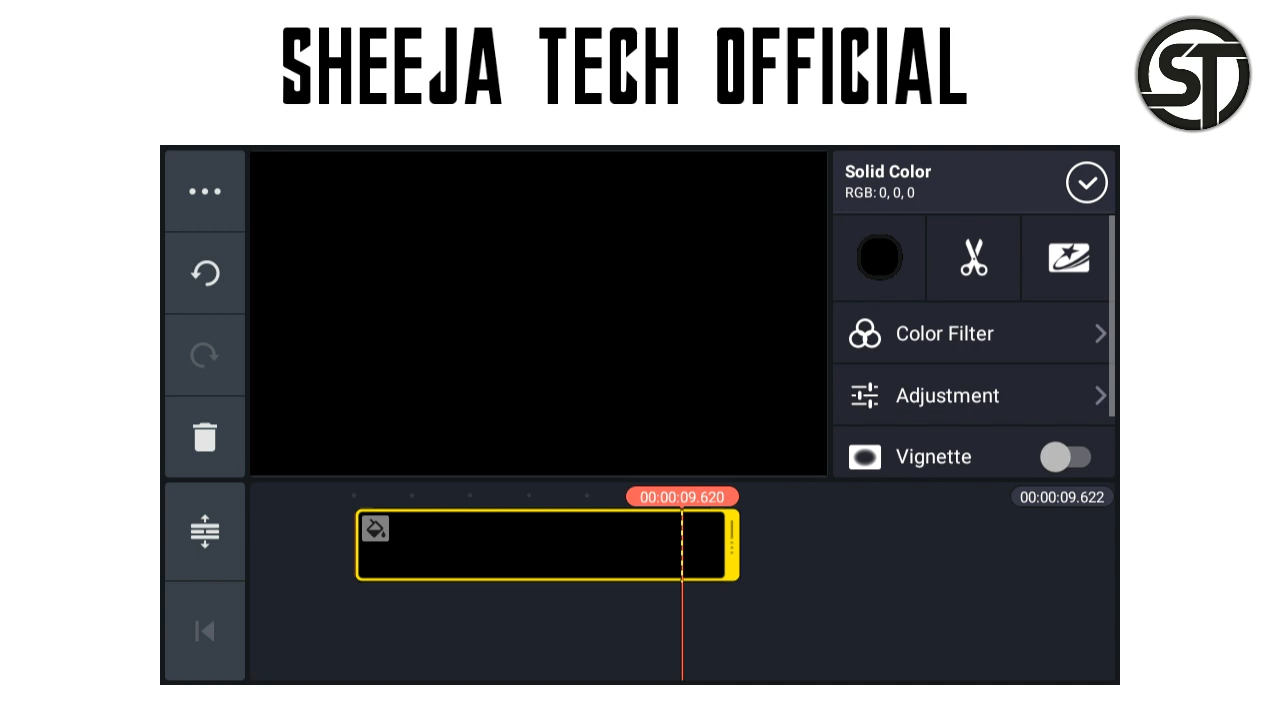 SHEEJA TECH OFFICIAL
ST
Solid Color
RGB: 0, 0, 0
Color Filter
Adjustment
Vignette
00:00:09.620
00:00:09.622